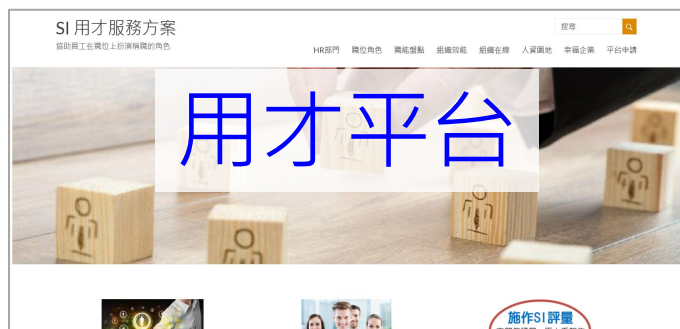 SI 用才服務方案
協助員工在職位上扮演稱職的角色
搜尋
HR部門 職位角色 職能盤點 組織效能 組織在線 人資園地 幸福企業 平台申請
用才平台
施作SI評量